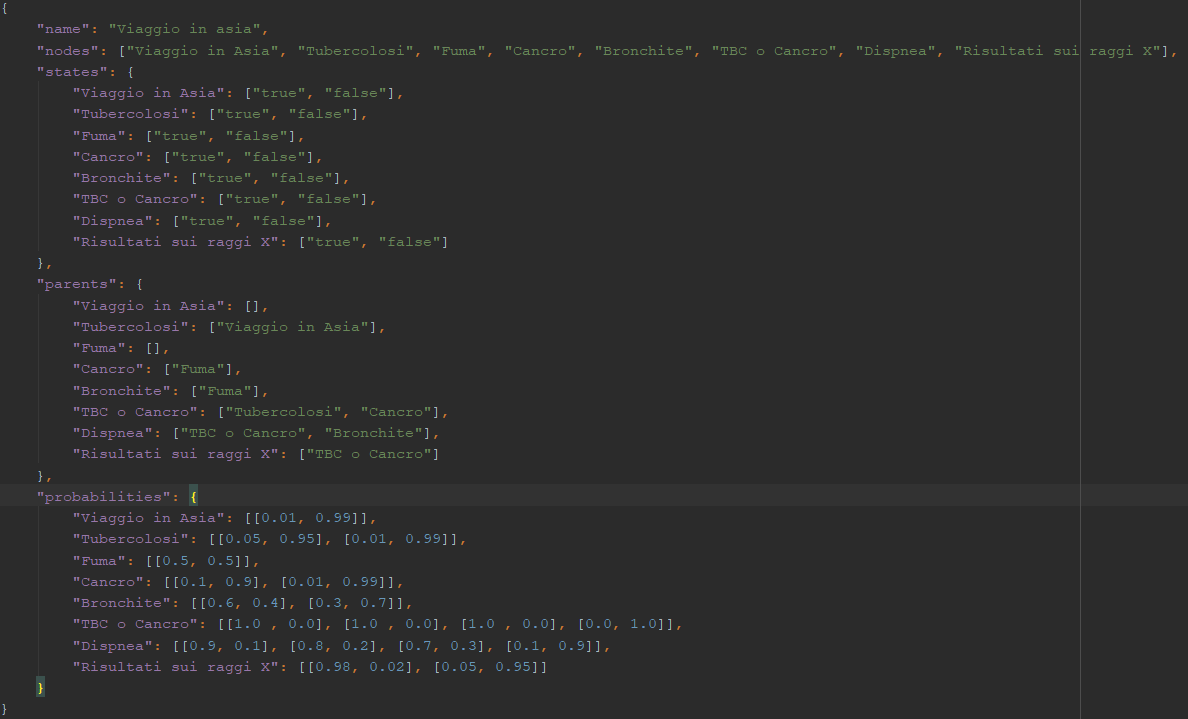 {
"name": "Viaggio in asia",
"nodes": ["Viaggio in Asia", "Tubercolosi", "Fuma", "Cancro", "Bronchite", "TBC o Cancro", "Dispnea", "Risultati sui raggi X"],
"states": {
"Viaggio in Asia": ["true", "false"],
"Tubercolosi": ["true", "false"],
"Fuma": ["true", "false"],
"Cancro": ["true", "false"],
"Bronchite": ["true", "false"],
"TBC o Cancro": ["true", "false"],
"Dispnea": ["true", "false"],
"Risultati sui raggi X": ["true", "false"]
},
"parents": {
"Viaggio in Asia": [],
"Tubercolosi": ["Viaggio in Asia"],
"Fuma": [],
"Cancro": ["Fuma"],
"Bronchite": ["Fuma"],
"TBC o Cancro": ["Tubercolosi", "Cancro"],
"Dispnea": ["TBC o Cancro", "Bronchite"],
"Risultati sui raggi X": ["TBC o Cancro"]
},
"probabilities": {
"Viaggio in Asia": [[0.01, 0.99]],
"Tubercolosi": [[0.05, 0.95], [0.01, 0.99]],
"Fuma": [[0.5, 0.5]],
"Cancro": [[0.1, 0.9], [0.01, 0.99]],
"Bronchite": [[0.6, 0.4], [0.3, 0.7]],
"TBC o Cancro": [[1.0 , 0.0], [1.0 , 0.0], [1.0 , 0.0], [0.0, 1.0]],
"Dispnea": [[0.9, 0.1], [0.8, 0.2], [0.7, 0.3], [0.1, 0.9]],
"Risultati sui raggi X": [[0.98, 0.02], [0.05, 0.95]]
}
}